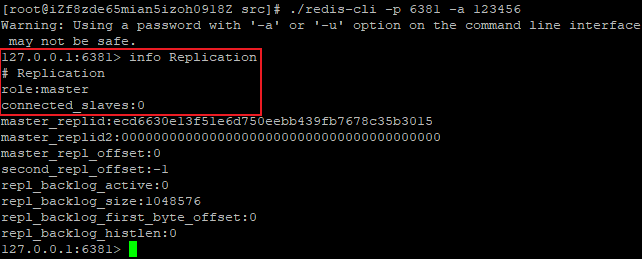 [root@iZf8zde65mian5izoh0918Z src]# ./redis-cli -p 6381 -a 123456
Warning: Using a password with '-a' or '-u' option on the command line interface
 may not be safe.
127.0.0.1:6381> info Replication
# Replication
role:master
connected_slaves:0
master_replid:ecd6630e13f51e6d750eebb439fb7678c35b3015
master_replid2:0000000000000000000000000000000000000000
master_repl_offset:0
second_repl_offset:-1
repl_backlog_active:0
repl_backlog_size:1048576
repl_backlog_first_byte_offset:0
repl_backlog_histlen:0
127.0.0.1:6381>